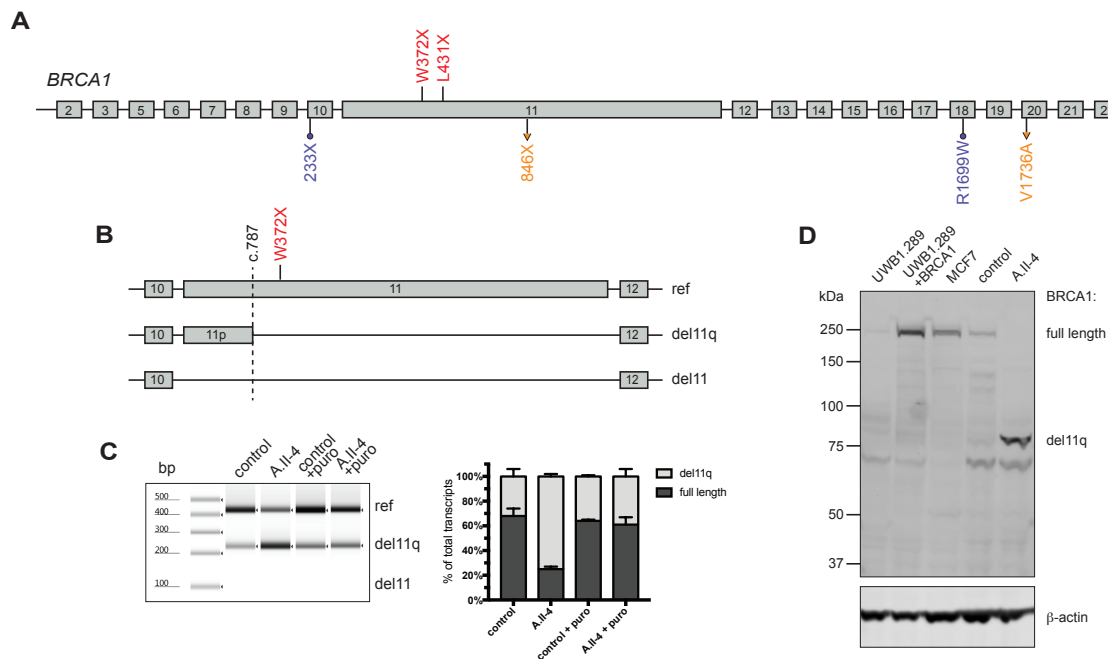 A
BRCA1
W372X
L431X
2 3 5 6 7 8 9 10 11 12 13 14 15 16 17 18 19 20 21
233X
846X
R1699W
V1736A
B
c.787
W372X
10 11 12 ref
10 11p 12 del11q
10 12 del11
C
bp
control
A.II-4
control +puro
A.II-4 +puro
500
400
300
200
100
ref
del11q
del11
% of total transcripts
100%
80%
60%
40%
20%
0%
control
A.II-4
control + puro
A.II-4 + puro
del11q
full length
D
UWB1.289
UWB1.289 +BRCA1
MCF7
control
A.II-4
kDa
BRCA1:
250
full length
150
100
75
del11q
50
37
β-actin